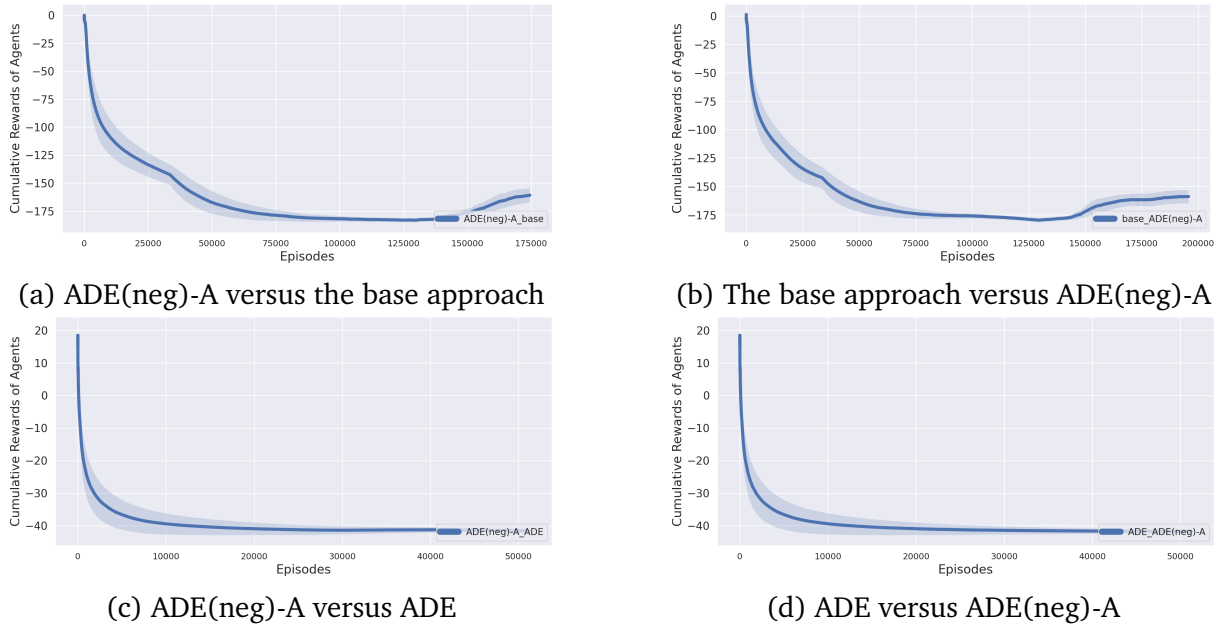 0
−25
−50
−75
−100
−125
−150
−175
Cumulative Rewards of Agents
ADE(neg)-A_base
0 25000 50000 75000 100000 125000 150000 175000
Episodes
(a) ADE(neg)-A versus the base approach
0
−25
−50
−75
−100
−125
−150
−175
Cumulative Rewards of Agents
base_ADE(neg)-A
0 25000 50000 75000 100000 125000 150000 175000 200000
Episodes
(b) The base approach versus ADE(neg)-A
20
10
0
−10
−20
−30
−40
Cumulative Rewards of Agents
ADE(neg)-A_ADE
0 10000 20000 30000 40000 50000
Episodes
(c) ADE(neg)-A versus ADE
20
10
0
−10
−20
−30
−40
Cumulative Rewards of Agents
ADE_ADE(neg)-A
0 10000 20000 30000 40000 50000
Episodes
(d) ADE versus ADE(neg)-A